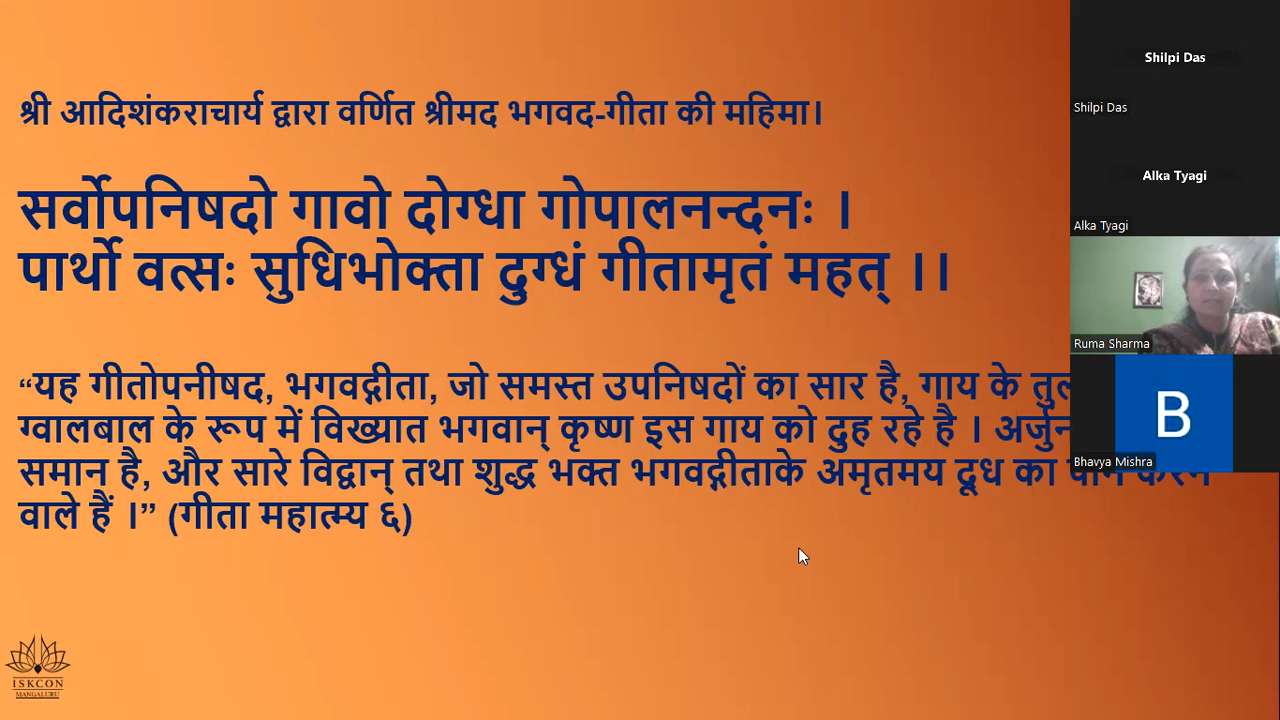 श्री आदिशंकराचार्य द्वारा वर्णित श्रीमद भगवद-गीता की महिमा।
सर्वोपनिषदो गावो दोग्धा गोपालनन्दनः ।
पार्थो वत्सः सुधिभोक्ता दुग्धं गीतामृतं महत् ।।
“यह गीतोपनीषद, भगवद्गीता, जो समस्त उपनिषदों का सार है, गाय के
ग्वालबाल के रूप में विख्यात भगवान् कृष्ण इस गाय को दुह रहे है ।
समान है, और सारे विद्वान् तथा शुद्ध भक्त भगवद्गीताके अमृतमय दूध का
वाले हैं ।” (गीता महात्म्य ६)
ISKCON
MANGALURU
Shilpi Das
Shilpi Das
Alka Tyagi
Alka Tyagi
Ruma Sharma
B
Bhavya Mishra